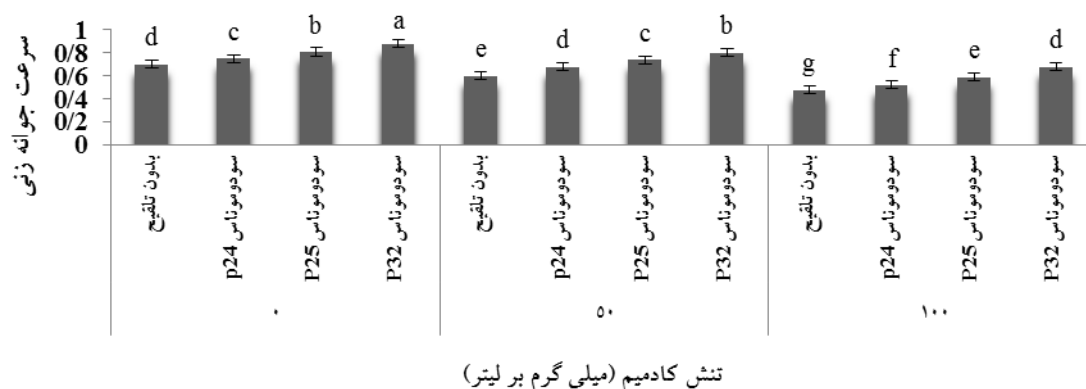 سرعت جوانه زنی
1
0/8
0/6
0/4
0/2
0
d c b a e d c b g f e d
بدون تلقیح
سودوموناس p24
سودوموناس P25
سودوموناس P32
بدون تلقیح
سودوموناس p24
سودوموناس P25
سودوموناس P32
بدون تلقیح
سودوموناس p24
سودوموناس P25
سودوموناس P32
۰ ۵۰ ۱۰۰
تنش کادمیم (میلی گرم بر لیتر)